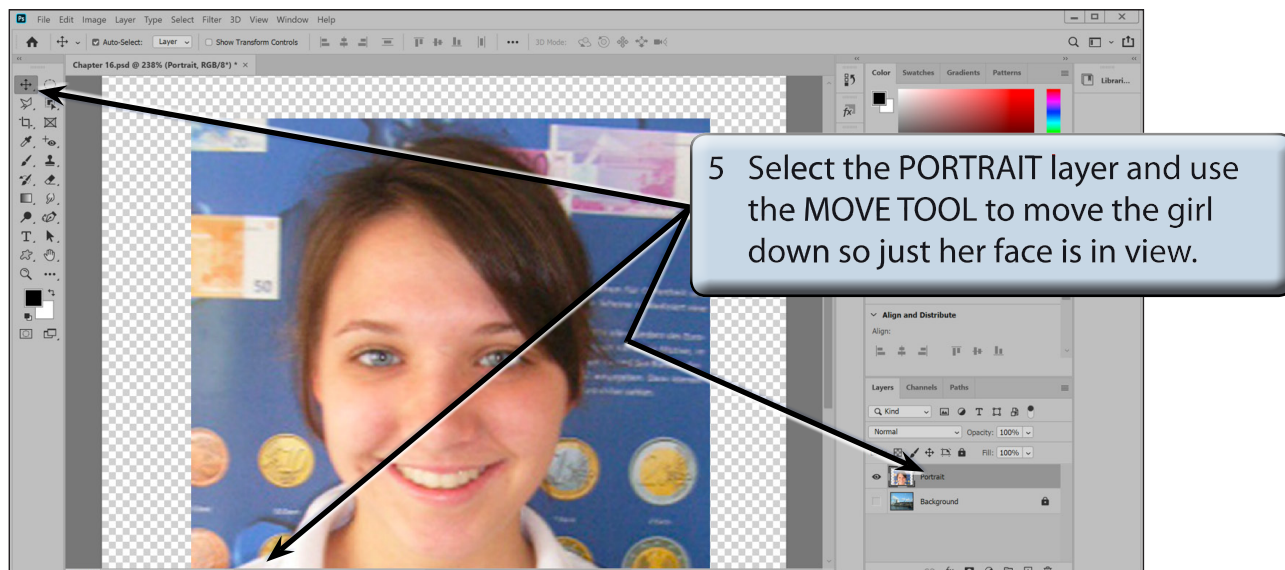 File Edit Image Layer Type Select Filter 3D View Window Help
Auto-Select: Layer Show Transform Controls 3D Mode:
Chapter 16.psd @ 238% (Portrait, RGB/8*) * ×
Color Swatches Gradients Patterns
Librari...
5 Select the PORTRAIT layer and use
the MOVE TOOL to move the girl
down so just her face is in view.
50
Align and Distribute
Align:
Layers Channels Paths
Kind
Normal Opacity: 100%
Fill: 100%
Portrait
Background